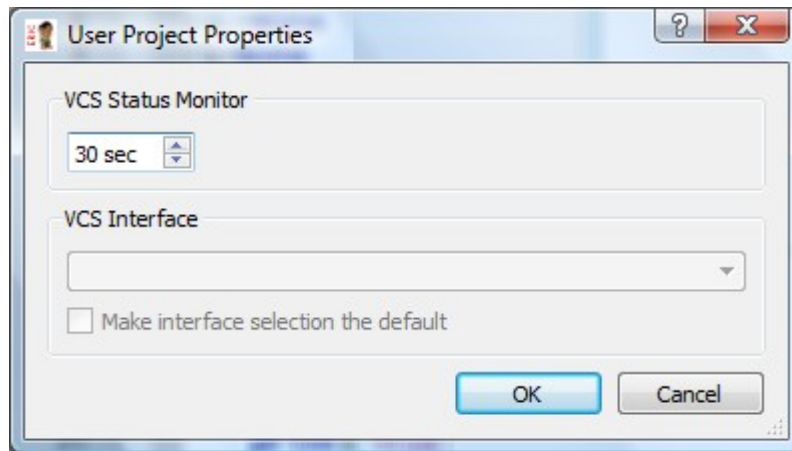 User Project Properties
VCS Status Monitor
30 sec
VCS Interface
Make interface selection the default
OK Cancel